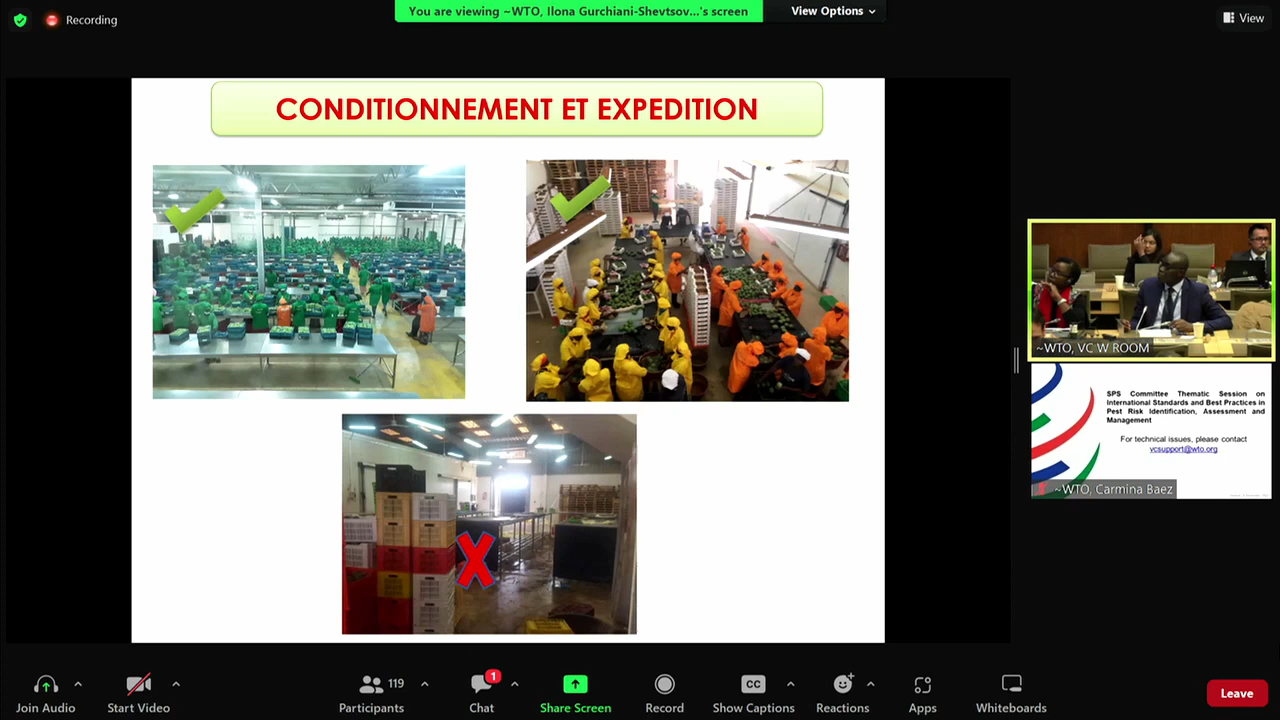 Recording
You are viewing ~WTO, Ilona Gurchiani-Shevtsov...'s screen
View Options
View
CONDITIONNEMENT ET EXPEDITION
X
~WTO, VC W ROOM
SPS Committee Thematic Session on
International Standards and Best Practices in
Pest Risk Identification, Assessment and
Management
For technical issues, please contact
vcsupport@wto.org
~WTO, Carmina Baez
Join Audio
Start Video
119
Participants
1
Chat
Share Screen
Record
CC
Show Captions
Reactions
Apps
Whiteboards
Leave